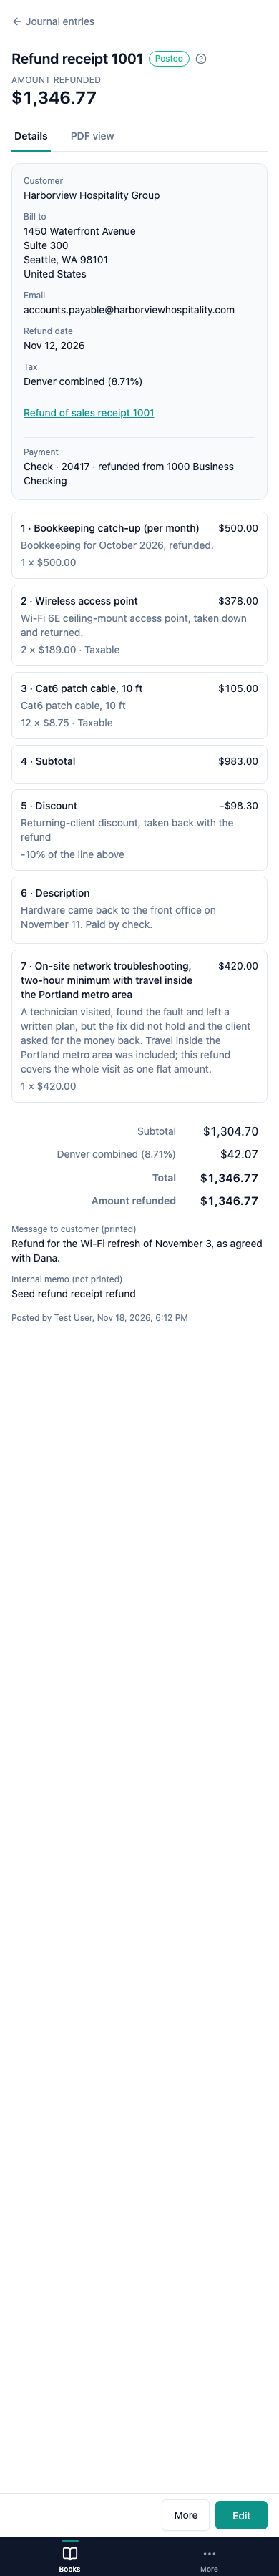 ← Journal entries
Refund receipt 1001 Posted
AMOUNT REFUNDED
$1,346.77
Details PDF view
Customer
Harborview Hospitality Group
Bill to
1450 Waterfront Avenue
Suite 300
Seattle, WA 98101
United States
Email
accounts.payable@harborviewhospitality.com
Refund date
Nov 12, 2026
Tax
Denver combined (8.71%)
Refund of sales receipt 1001
Payment
Check · 20417 · refunded from 1000 Business
Checking
1 · Bookkeeping catch-up (per month) $500.00
Bookkeeping for October 2026, refunded.
1 × $500.00
2 · Wireless access point $378.00
Wi-Fi 6E ceiling-mount access point, taken down
and returned.
2 × $189.00 · Taxable
3 · Cat6 patch cable, 10 ft $105.00
Cat6 patch cable, 10 ft
12 × $8.75 · Taxable
4 · Subtotal $983.00
5 · Discount -$98.30
Returning-client discount, taken back with the
refund
-10% of the line above
6 · Description
Hardware came back to the front office on
November 11. Paid by check.
7 · On-site network troubleshooting, $420.00
two-hour minimum with travel inside
the Portland metro area
A technician visited, found the fault and left a
written plan, but the fix did not hold and the client
asked for the money back. Travel inside the
Portland metro area was included; this refund
covers the whole visit as one flat amount.
1 × $420.00
Subtotal $1,304.70
Denver combined (8.71%) $42.07
Total $1,346.77
Amount refunded $1,346.77
Message to customer (printed)
Refund for the Wi-Fi refresh of November 3, as agreed
with Dana.
Internal memo (not printed)
Seed refund receipt refund
Posted by Test User, Nov 18, 2026, 6:12 PM
More Edit
Books More